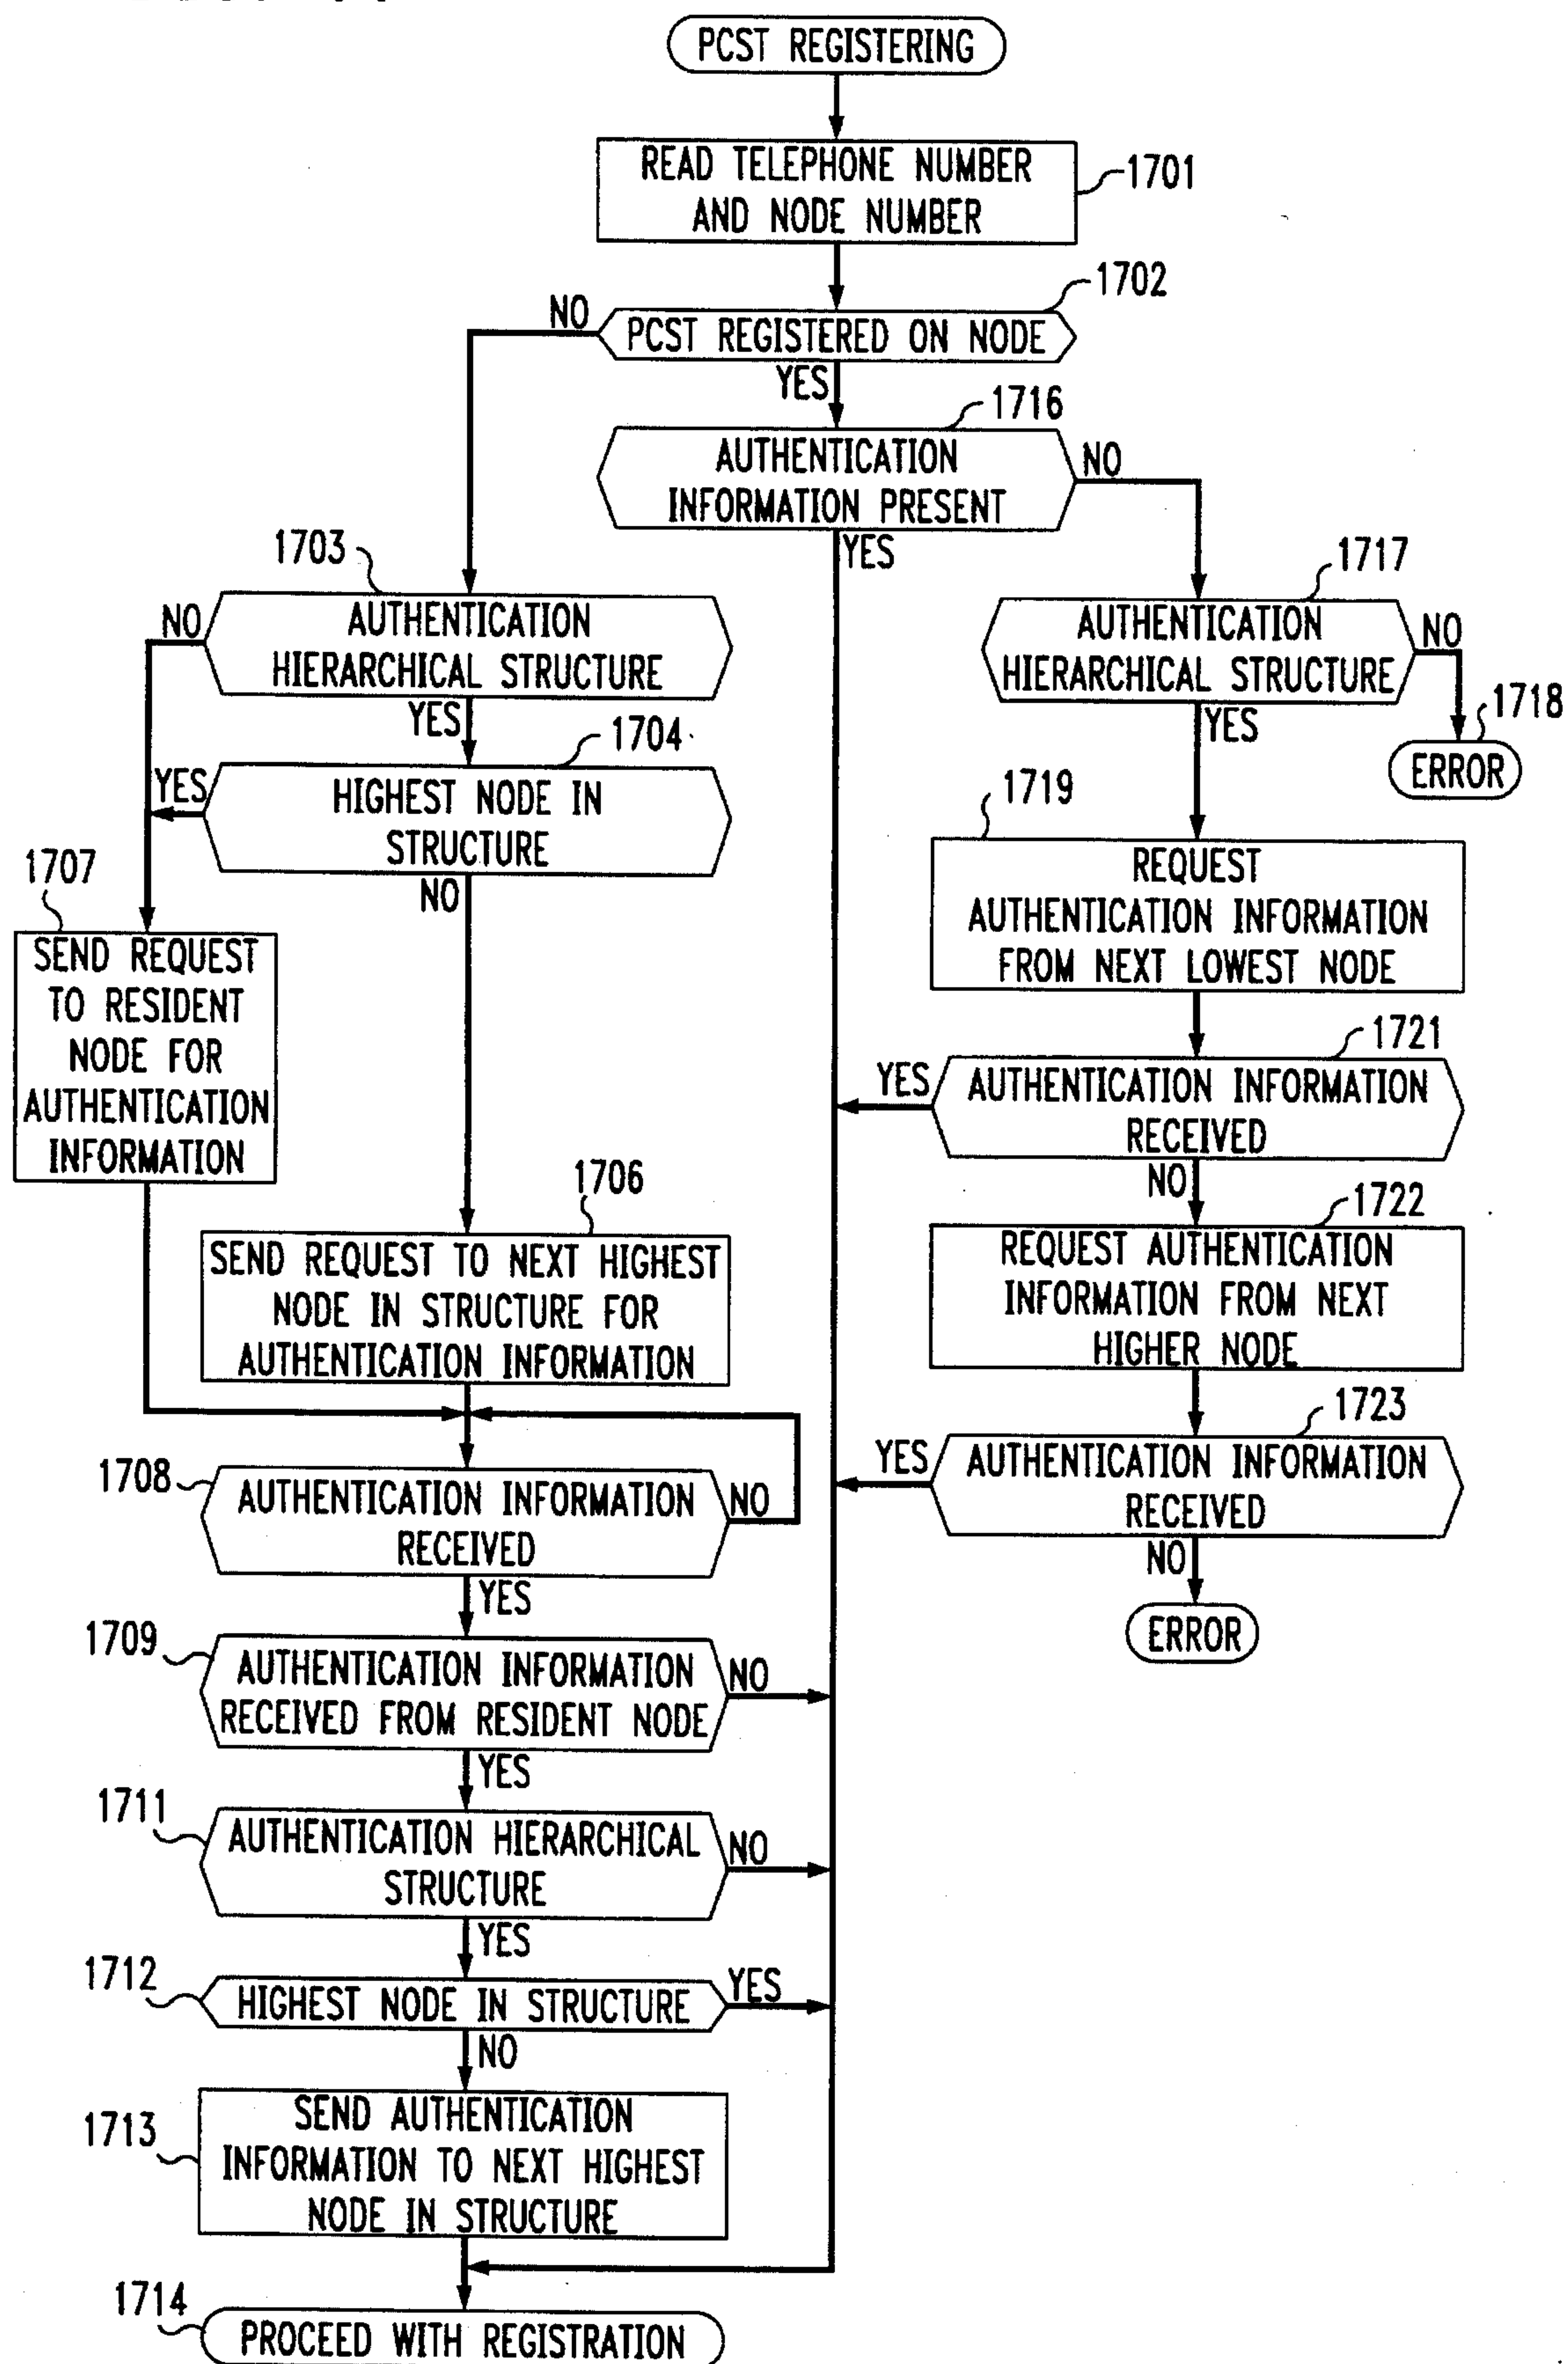 PCST REGISTERING
READ TELEPHONE NUMBER
AND NODE NUMBER
1701
1702
NO
PCST REGISTERED ON NODE
YES
1716
AUTHENTICATION
INFORMATION PRESENT
NO
YES
1703
NO
AUTHENTICATION
HIERARCHICAL STRUCTURE
YES
1704
YES
HIGHEST NODE IN
STRUCTURE
NO
1707
SEND REQUEST
TO RESIDENT
NODE FOR
AUTHENTICATION
INFORMATION
1706
SEND REQUEST TO NEXT HIGHEST
NODE IN STRUCTURE FOR
AUTHENTICATION INFORMATION
1708
AUTHENTICATION INFORMATION
RECEIVED
NO
YES
1709
AUTHENTICATION INFORMATION
RECEIVED FROM RESIDENT NODE
NO
YES
1711
AUTHENTICATION HIERARCHICAL
STRUCTURE
NO
YES
1712
HIGHEST NODE IN STRUCTURE
YES
NO
1713
SEND AUTHENTICATION
INFORMATION TO NEXT HIGHEST
NODE IN STRUCTURE
1714
PROCEED WITH REGISTRATION
1717
AUTHENTICATION
HIERARCHICAL STRUCTURE
NO
1718
ERROR
YES
1719
REQUEST
AUTHENTICATION INFORMATION
FROM NEXT LOWEST NODE
1721
YES
AUTHENTICATION INFORMATION
RECEIVED
NO
1722
REQUEST AUTHENTICATION
INFORMATION FROM NEXT
HIGHER NODE
1723
YES
AUTHENTICATION INFORMATION
RECEIVED
NO
ERROR